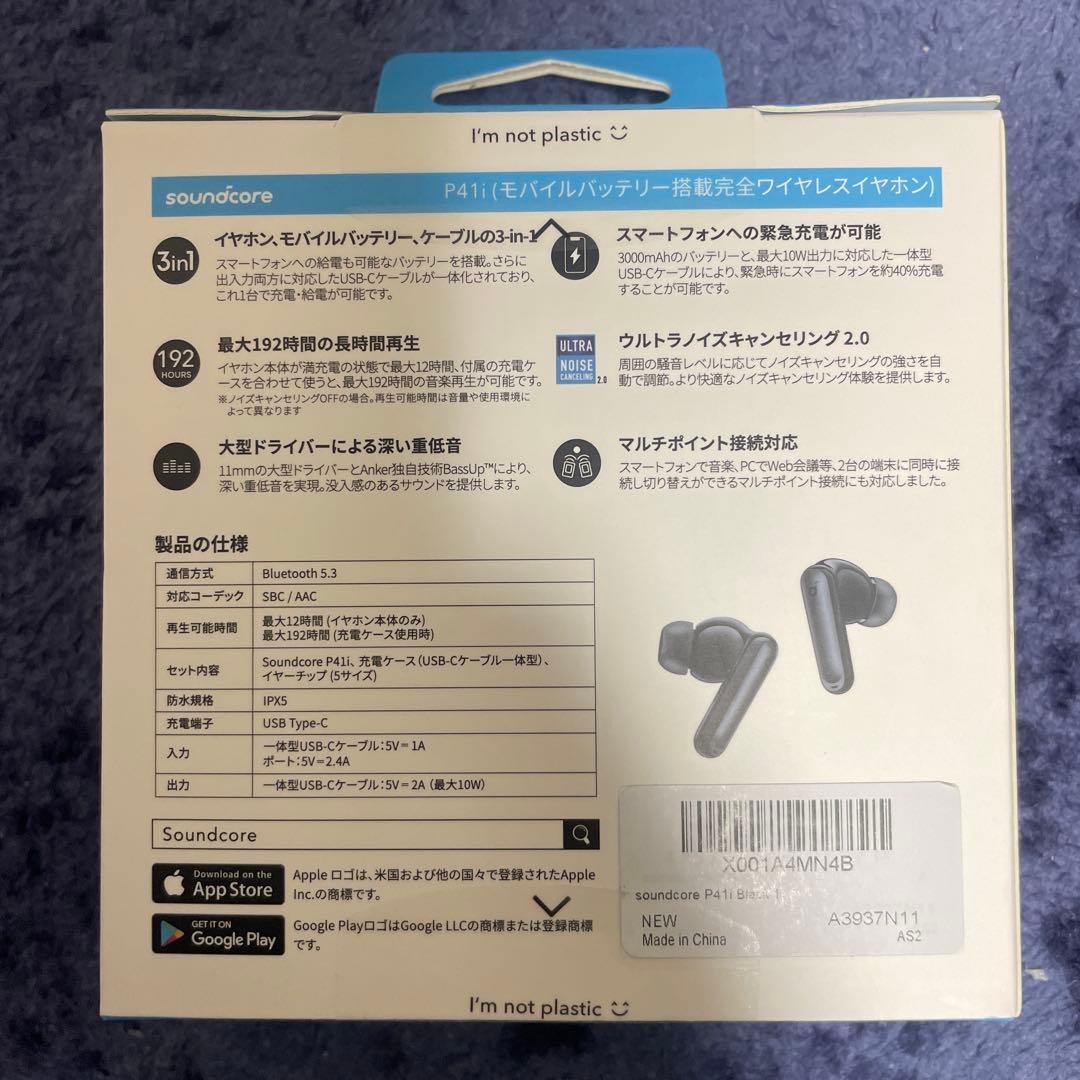 I'm not plastic
soundcore
P41i (モバイルバッテリー搭載完全ワイヤレスイヤホン)
3in1
イヤホン、モバイルバッテリー、ケーブルの3-in-1
スマートフォンへの給電も可能なバッテリーを搭載。さらに
出入力両方に対応したUSB-Cケーブルが一体化されており、
これ1台で充電・給電が可能です。
スマートフォンへの緊急充電が可能
3000mAhのバッテリーと、最大10W出力に対応した一体型
USB-Cケーブルにより、緊急時にスマートフォンを約40%充電
することが可能です。
192
HOURS
最大192時間の長時間再生
イヤホン本体が満充電の状態で最大12時間、付属の充電ケ
ースを合わせて使うと、最大192時間の音楽再生が可能です。
※ノイズキャンセリングOFFの場合。再生可能時間は音量や使用環境に
よって異なります
ULTRA
NOISE
CANCELING 2.0
ウルトラノイズキャンセリング 2.0
周囲の騒音レベルに応じてノイズキャンセリングの強さを自
動で調節。より快適なノイズキャンセリング体験を提供します。
大型ドライバーによる深い重低音
11mmの大型ドライバーとAnker独自技術BassUp™により、
深い重低音を実現。没入感のあるサウンドを提供します。
マルチポイント接続対応
スマートフォンで音楽、PCでWeb会議等、2台の端末に同時に接
続し切り替えができるマルチポイント接続にも対応しました。
製品の仕様
通信方式 Bluetooth 5.3
対応コーデック SBC / AAC
再生可能時間 最大12時間 (イヤホン本体のみ)
最大192時間 (充電ケース使用時)
セット内容 Soundcore P41i、充電ケース (USB-Cケーブル一体型)、
イヤーチップ (5サイズ)
防水規格 IPX5
充電端子 USB Type-C
入力 一体型USB-Cケーブル：5V＝1A
ポート：5V＝2.4A
出力 一体型USB-Cケーブル：5V＝2A (最大10W)
Soundcore
Download on the
App Store
Apple ロゴは、米国および他の国々で登録されたApple
Inc.の商標です。
GET IT ON
Google Play
Google PlayロゴはGoogle LLCの商標または登録商標
です。
X001A4MN4B
soundcore P41i Black
NEW A3937N11
Made in China AS2
I'm not plastic